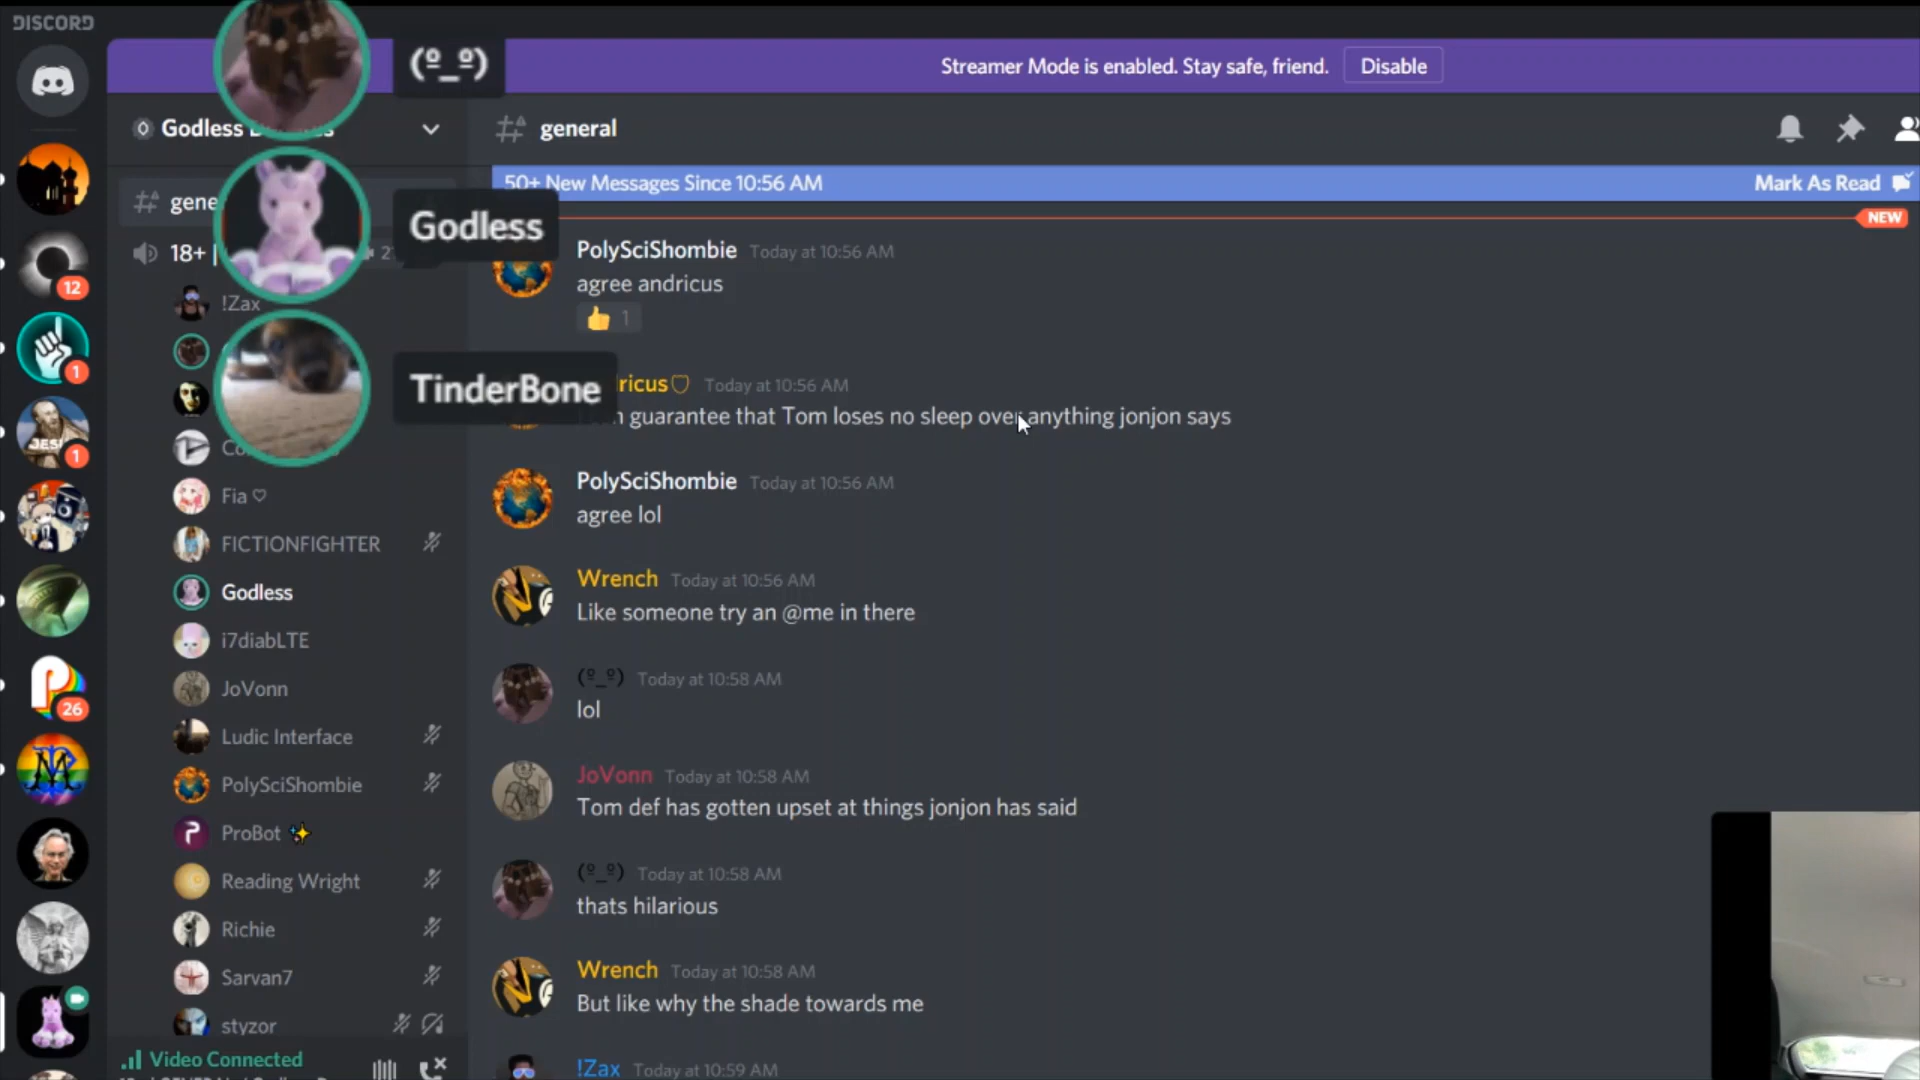 DISCORD
(º_º)
Streamer Mode is enabled. Stay safe, friend.
Disable
Godless
general
50+ New Messages Since 10:56 AM
Mark As Read
NEW
gene
18+ |
Godless
TinderBone
!Zax
Fia ♡
FICTIONFIGHTER
Godless
i7diabLTE
JoVonn
Ludic Interface
PolySciShombie
ProBot ✨
Reading Wright
Richie
Sarvan7
styzor
Video Connected
12
1
JESUS
1
26
PolySciShombie Today at 10:56 AM
agree andricus
👍 1
ricus♡ Today at 10:56 AM
guarantee that Tom loses no sleep over anything jonjon says
PolySciShombie Today at 10:56 AM
agree lol
Wrench Today at 10:56 AM
Like someone try an @me in there
(º_º) Today at 10:58 AM
lol
JoVonn Today at 10:58 AM
Tom def has gotten upset at things jonjon has said
(º_º) Today at 10:58 AM
thats hilarious
Wrench Today at 10:58 AM
But like why the shade towards me
!Zax Today at 10:59 AM